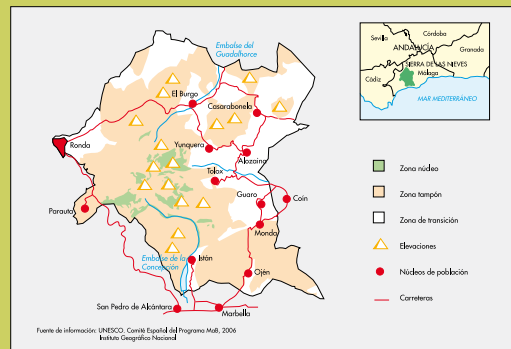 Embalse del
Guadalhorce
El Burgo
Casarabonela
Ronda
Yunquera
Alozaina
Tolox
Guaro
Coín
Parauta
Monda
Embalse de la
Concepción
Istán
Ojén
San Pedro de Alcántara
Marbella
Sevilla
Córdoba
ANDALUCÍA
Granada
SIERRA DE LAS NIEVES
Málaga
Cádiz
MAR MEDITERRÁNEO
Zona núdeo
Zona tampón
Zona de transición
Elevaciones
Núcleos de población
Carreteras
Fuente de información: UNESCO. Comité Español del Programa MaB, 2006
Instituto Geográfico Nacional